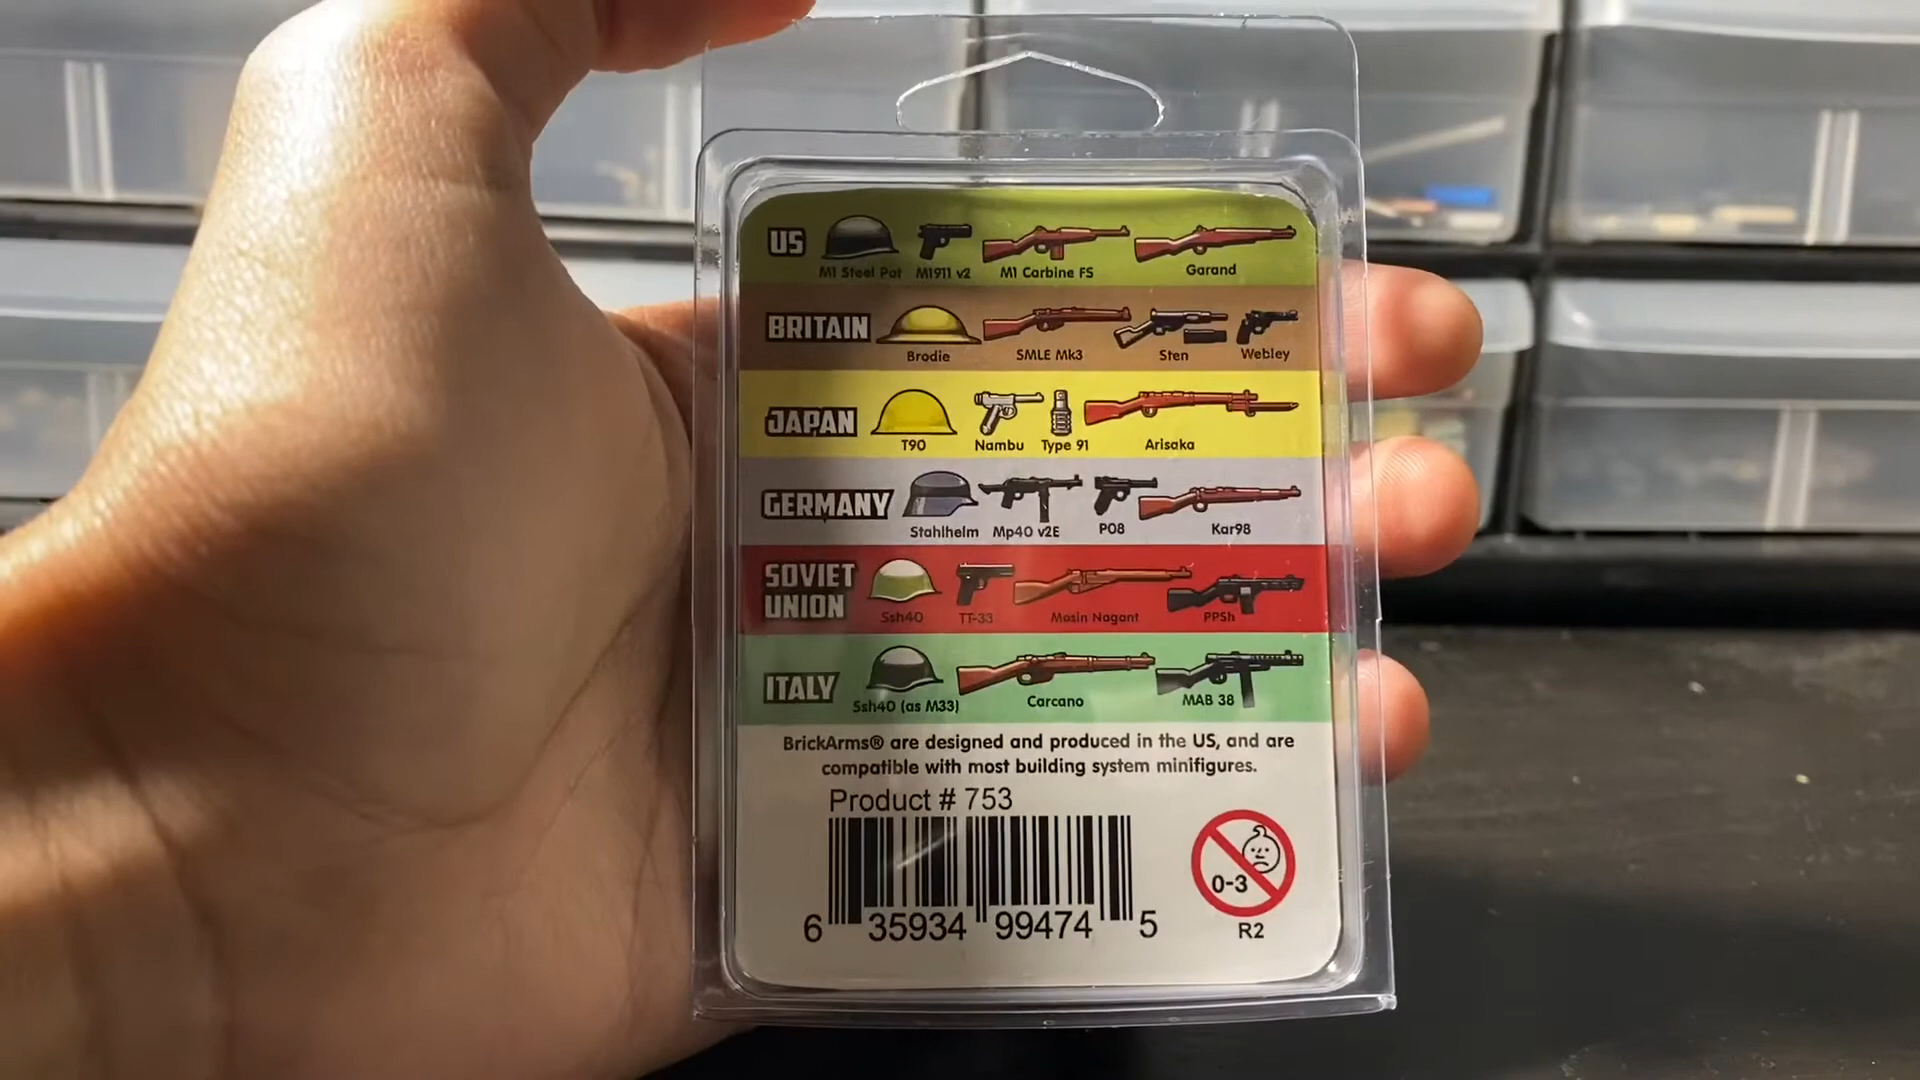 US
M1 Steel Pot M1911 v2 M1 Carbine FS Garand
BRITAIN
Brodie SMLE Mk3 Sten Webley
JAPAN
T90 Nambu Type 91 Arisaka
GERMANY
Stahlhelm Mp40 v2E P08 Kar98
SOVIET
UNION
Ssh40 TT-33 Mosin Nagant PPSh
ITALY
Ssh40 (as M33) Carcano MAB 38
BrickArms® are designed and produced in the US, and are
compatible with most building system minifigures.
Product # 753
6 35934 99474 5
0-3
R2